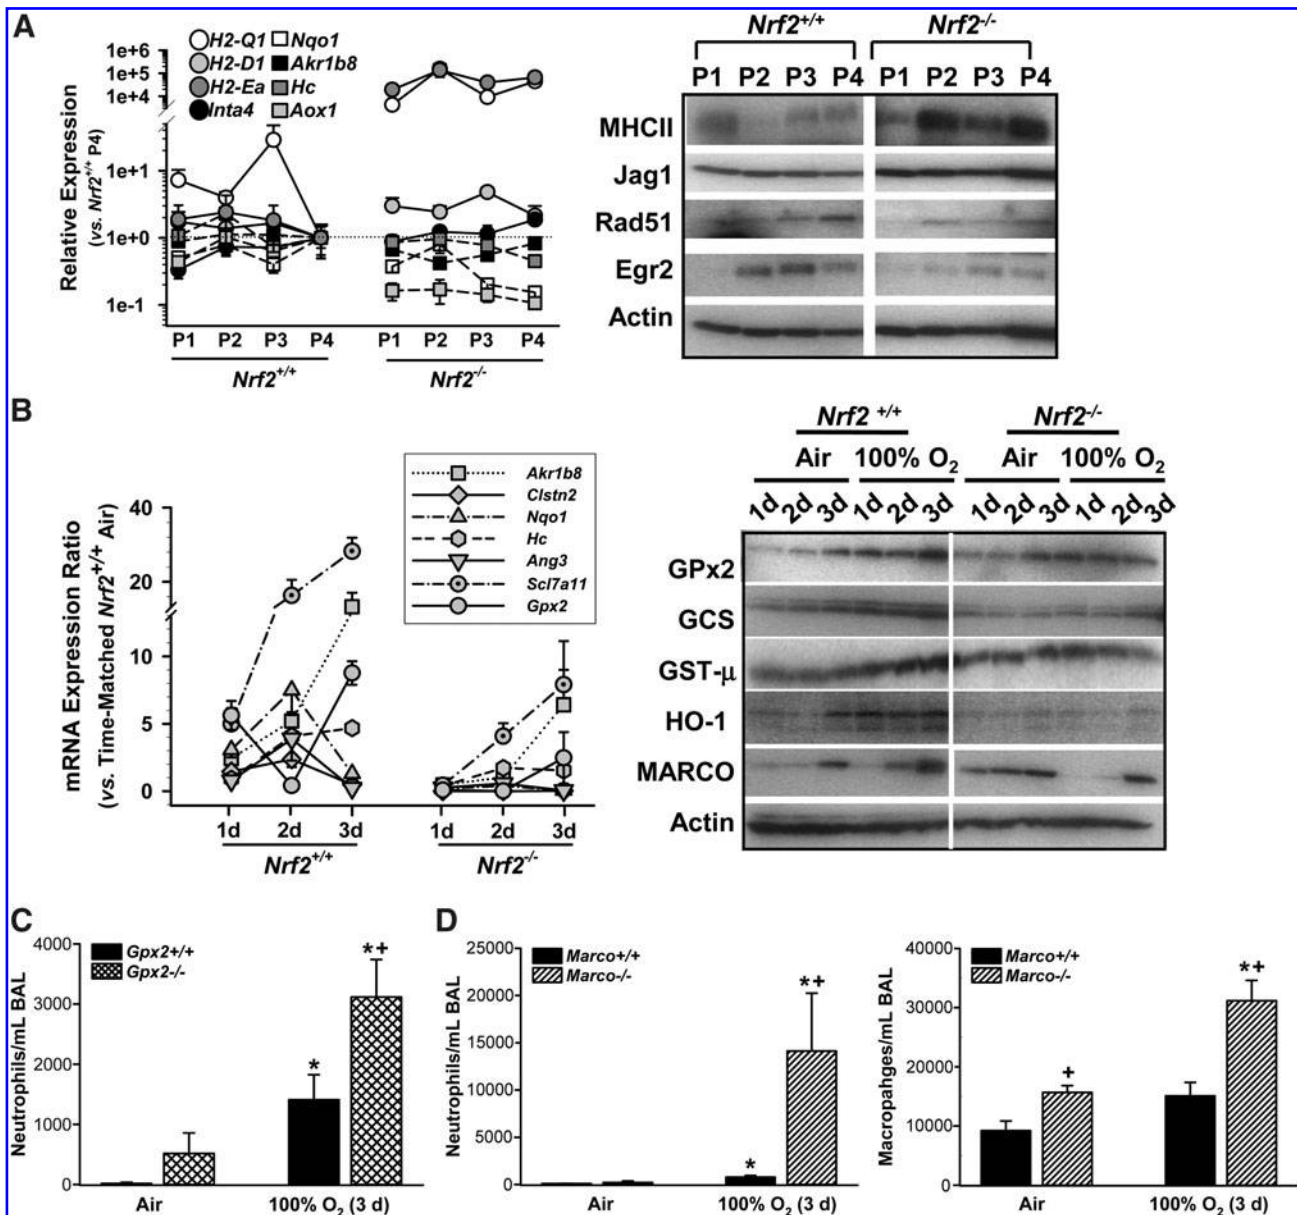 A
1e+6
1e+5
1e+4
1e+1
1e+0
1e-1
Relative Expression
(vs. Nrf2+/+ P4)
H2-Q1
H2-D1
H2-Ea
Inta4
Nqo1
Akr1b8
Hc
Aox1
P1 P2 P3 P4
Nrf2+/+
P1 P2 P3 P4
Nrf2-/-
Nrf2+/+ Nrf2-/-
P1 P2 P3 P4 P1 P2 P3 P4
MHCII
Jag1
Rad51
Egr2
Actin
B
mRNA Expression Ratio
(vs. Time-Matched Nrf2+/+ Air)
40
20
10
5
0
Akr1b8
Clstn2
Nqo1
Hc
Ang3
Scl7a11
Gpx2
1d 2d 3d
Nrf2+/+
1d 2d 3d
Nrf2-/-
Nrf2 +/+ Nrf2-/-
Air 100% O2 Air 100% O2
1d 2d 3d 1d 2d 3d 1d 2d 3d 1d 2d 3d
GPx2
GCS
GST-μ
HO-1
MARCO
Actin
C
Neutrophils/mL BAL
4000
3000
2000
1000
0
Gpx2+/+
Gpx2-/-
*
*+
Air 100% O2 (3 d)
D
Neutrophils/mL BAL
25000
20000
15000
10000
5000
0
Marco+/+
Marco-/-
*
*+
Air 100% O2 (3 d)
Macropahges/mL BAL
40000
30000
20000
10000
0
Marco+/+
Marco-/-
+
*+
Air 100% O2 (3 d)